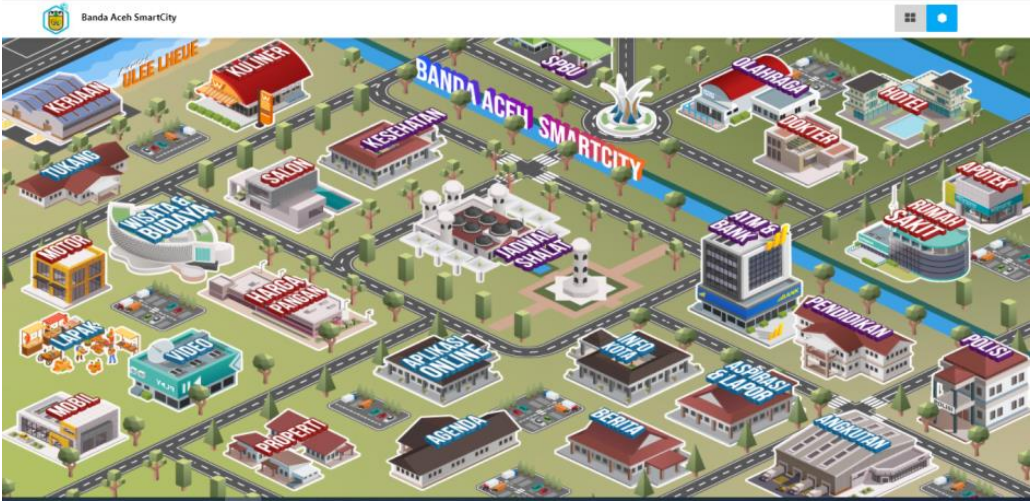 Banda Aceh SmartCity
ULEE LHEUE
KULINER
KERJAAN
BANDA ACEH SMARTCITY
SPBU
OLAHRAGA
HOTEL
DOKTER
KESEHATAN
TUKANG
SALON
APOTEK
RUMAH
SAKIT
WISATA &
BUDAYA
JADWAL
SHALAT
ATM &
BANK
MOTOR
HARGA
PANGAN
PENDIDIKAN
LAPAK
VIDEO
APLIKASI
ONLINE
INFO
KOTA
ASPIRASI
& LAPOR
POLISI
MOBIL
PROPERTI
AGENDA
BERITA
ANGKUTAN